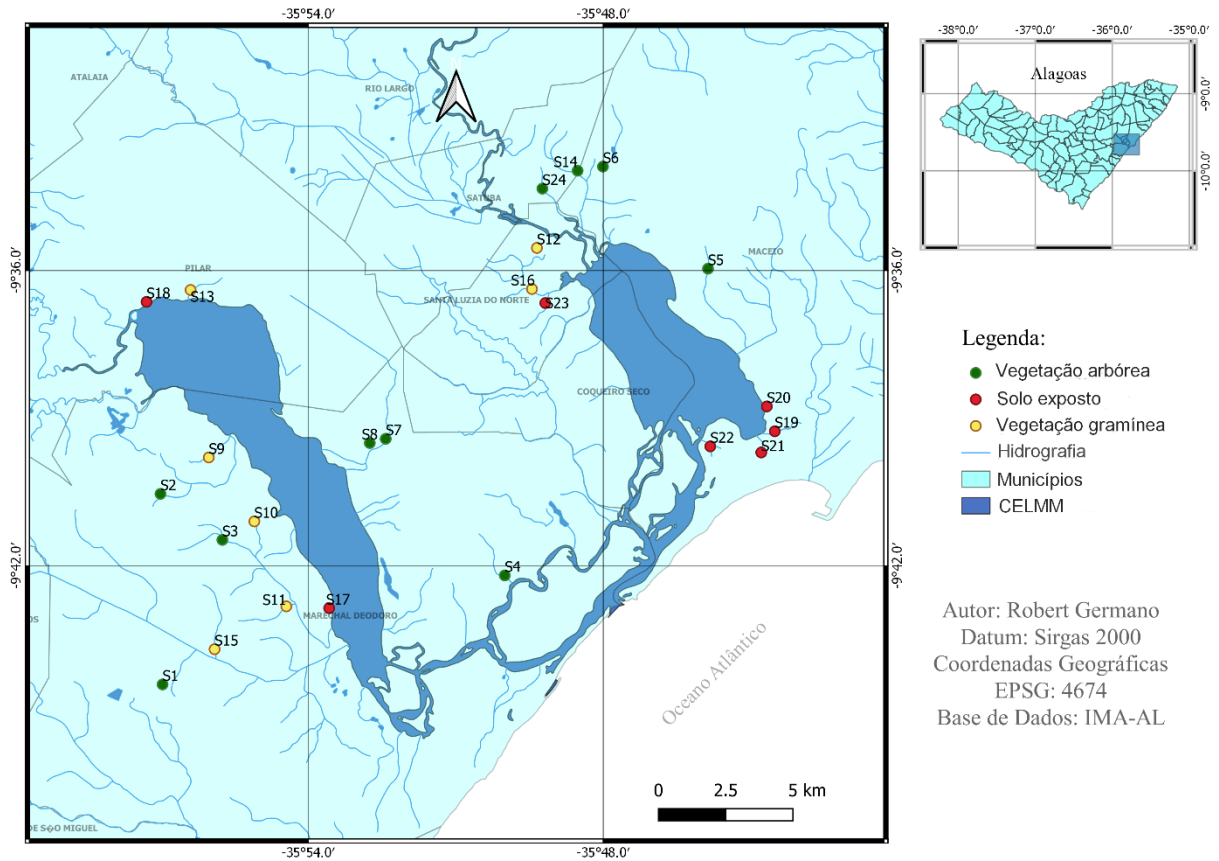 -35°54.0'
-35°48.0'
-9°36.0'
-9°42.0'
ATALAIA
RIO LARGO
S14
S6
S24
SATUBA
S12
S5
MACEIO
PILAR
S18
S13
S16
SANTA LUZIA DO NORTE
S23
COQUEIRO SECO
S20
S19
S22
S21
S8
S7
S9
S2
S10
S3
S4
S11
S17
MARECHAL DEODORO
OS
S15
S1
Oceano Atlântico
0 2.5 5 km
DE S�O MIGUEL
-35°54.0'
-35°48.0'
-9°36.0'
-9°42.0'
-38°0.0' -37°0.0' -36°0.0' -35°0.0'
Alagoas
-9°0.0'
-10°0.0'
Legenda:
Vegetação arbórea
Solo exposto
Vegetação gramínea
Hidrografia
Municípios
CELMM
Autor: Robert Germano
Datum: Sirgas 2000
Coordenadas Geográficas
EPSG: 4674
Base de Dados: IMA-AL